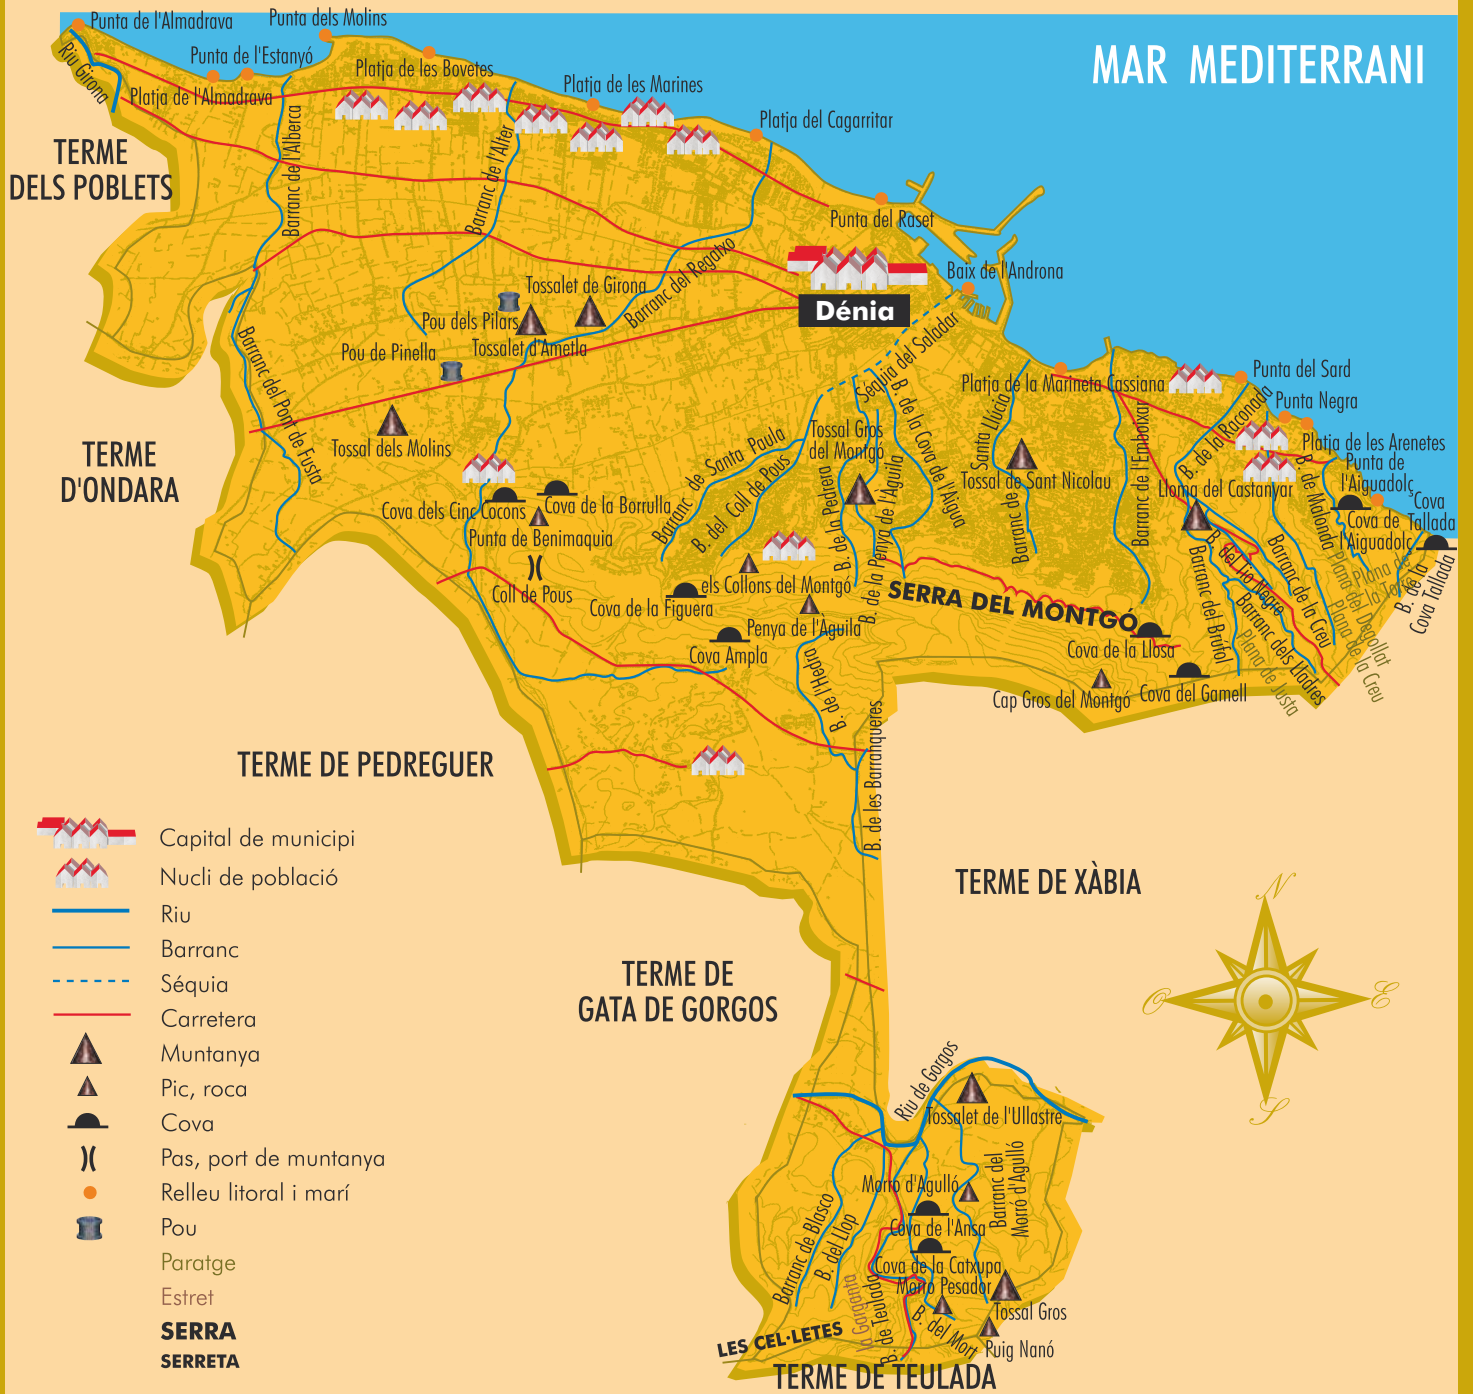 Punta de l'Almadrava
Punta dels Molins
Riu Girona
Punta de l'Estanyó
Platja de les Bovetes
MAR MEDITERRANI
Platja de l'Almadrava
Platja de les Marines
Platja del Cagarritar
Barranc de l'Alberca
Barranc de l'Alter
TERME
DELS POBLETS
Punta del Raset
Barranc del Regatxo
Baix de l'Androna
Tossalet de Girona
Dénia
Pou dels Pilars
Tossalet d'Ametla
Pou de Pinella
Séquia del Saladar
Barranc del Port de Fusta
Platja de la Marineta Cassiana
Punta del Sard
Punta Negra
B. de la Raconada
Tossal dels Molins
Tossal Gros
del Montgó
Barranc de Santa Paula
B. del Coll de Pous
B. de la Pedrera
B. de la Penya de l'Àguila
B. de la Cova de l'Aigua
Barranc de Santa Llúcia
Tossal de Sant Nicolau
Barranc de l'Emboixar
Platja de les Arenetes
Punta de
l'Aiguadolç
Lloma del Castanyar
B. de Malonda
Cova
Tallada
Cova de
l'Aiguadolç
TERME
D'ONDARA
Cova dels Cinc Cocons
Cova de la Borrulla
Punta de Benimaquia
Coll de Pous
els Collons del Montgó
Cova de la Figuera
Penya de l'Àguila
Cova Ampla
SERRA DEL MONTGÓ
Barranc del Brúfol
B. del Ho Negre
Barranc de la Creu
Barranc dels Lladres
Plana de Justa
Plana de
la Torre
Plana del Degollat
Plana de la Creu
B. de la
Cova Tallada
Cova de la Llosa
Cap Gros del Montgó
Cova del Gamell
B. de l'Hedra
B. de les Barranqueres
TERME DE PEDREGUER
TERME DE XÀBIA
TERME DE
GATA DE GORGOS
Capital de municipi
Nucli de població
Riu
Barranc
Séquia
Carretera
Muntanya
Pic, roca
Cova
Pas, port de muntanya
Relleu litoral i marí
Pou
Paratge
Estret
SERRA
SERRETA
N
O
E
S
Riu de Gorgos
Tossalet de l'Ullastre
Barranc del
Morro d'Agulló
Morro d'Agulló
Cova de l'Ansa
Cova de la Catxupa
Morro Pesador
Barranc de Blasco
B. del Llop
la Garganta
B. de Teulada
B. del Mort
Tossal Gros
Puig Nanó
LES CEL·LETES
TERME DE TEULADA